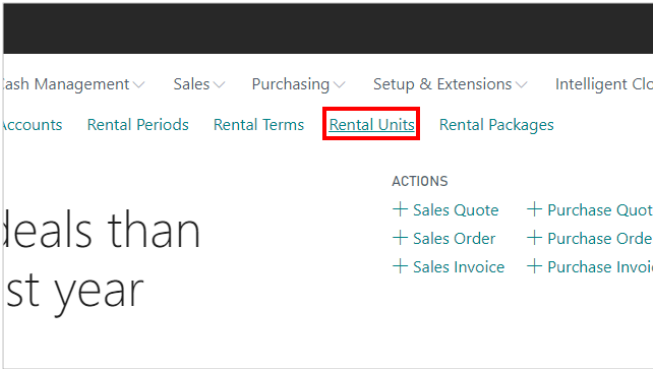 Cash Management Sales Purchasing Setup & Extensions Intelligent Clo
Accounts Rental Periods Rental Terms Rental Units Rental Packages
ACTIONS
+ Sales Quote + Purchase Quot
deals than
+ Sales Order + Purchase Orde
+ Sales Invoice + Purchase Invoi
st year